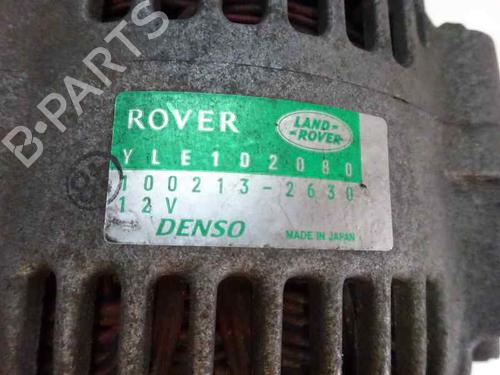 B-PARTS
ROVER
LAND-
-ROVER
YLE102080
100213-2630
12V
DENSO
MADE IN JAPAN